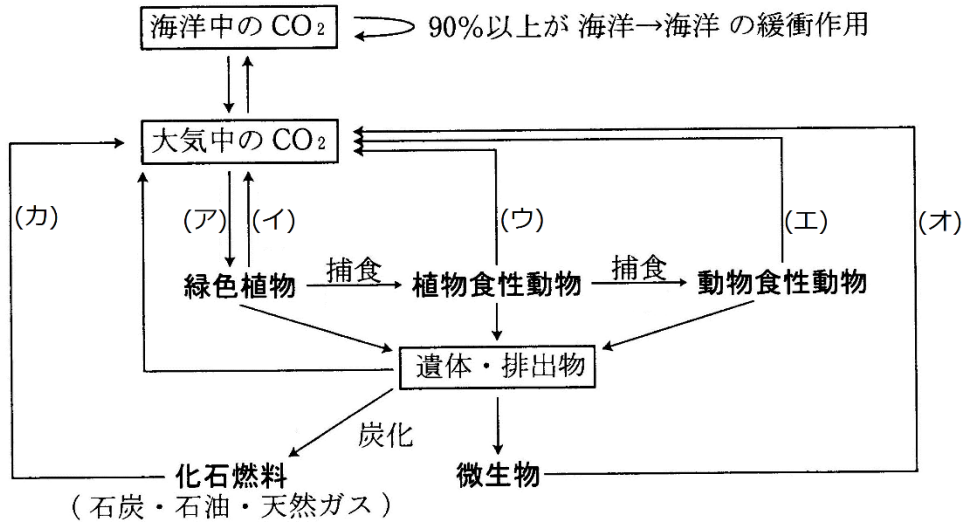 海洋中のCO₂
90%以上が 海洋→海洋 の緩衝作用
大気中のCO₂
(カ)
(ア)
(イ)
(ウ)
(エ)
(オ)
緑色植物
捕食
植物食性動物
捕食
動物食性動物
遺体・排出物
炭化
化石燃料
(石炭・石油・天然ガス)
微生物